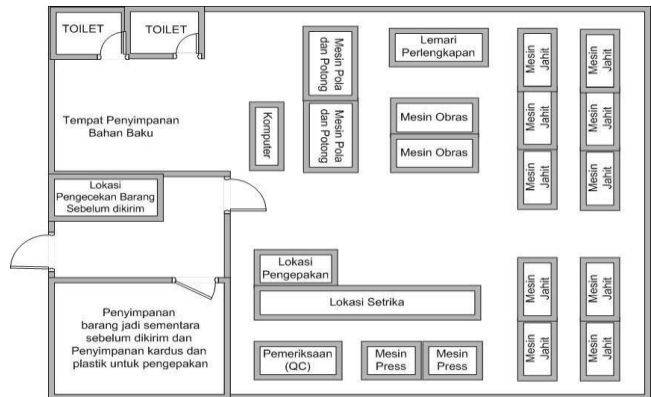 TOILET
TOILET
Tempat Penyimpanan
Bahan Baku
Lokasi
Pengecekan Barang
Sebelum dikirim
Penyimpanan
barang jadi sementara
sebelum dikirim dan
Penyimpanan kardus dan
plastik untuk pengepakan
Komputer
Mesin Pola
dan Potong
Mesin Pola
dan Potong
Lemari
Perlengkapan
Mesin Obras
Mesin Obras
Lokasi
Pengepakan
Lokasi Setrika
Pemeriksaan
(QC)
Mesin
Press
Mesin
Press
Mesin
Jahit
Mesin
Jahit
Mesin
Jahit
Mesin
Jahit
Mesin
Jahit
Mesin
Jahit
Mesin
Jahit
Mesin
Jahit
Mesin
Jahit
Mesin
Jahit